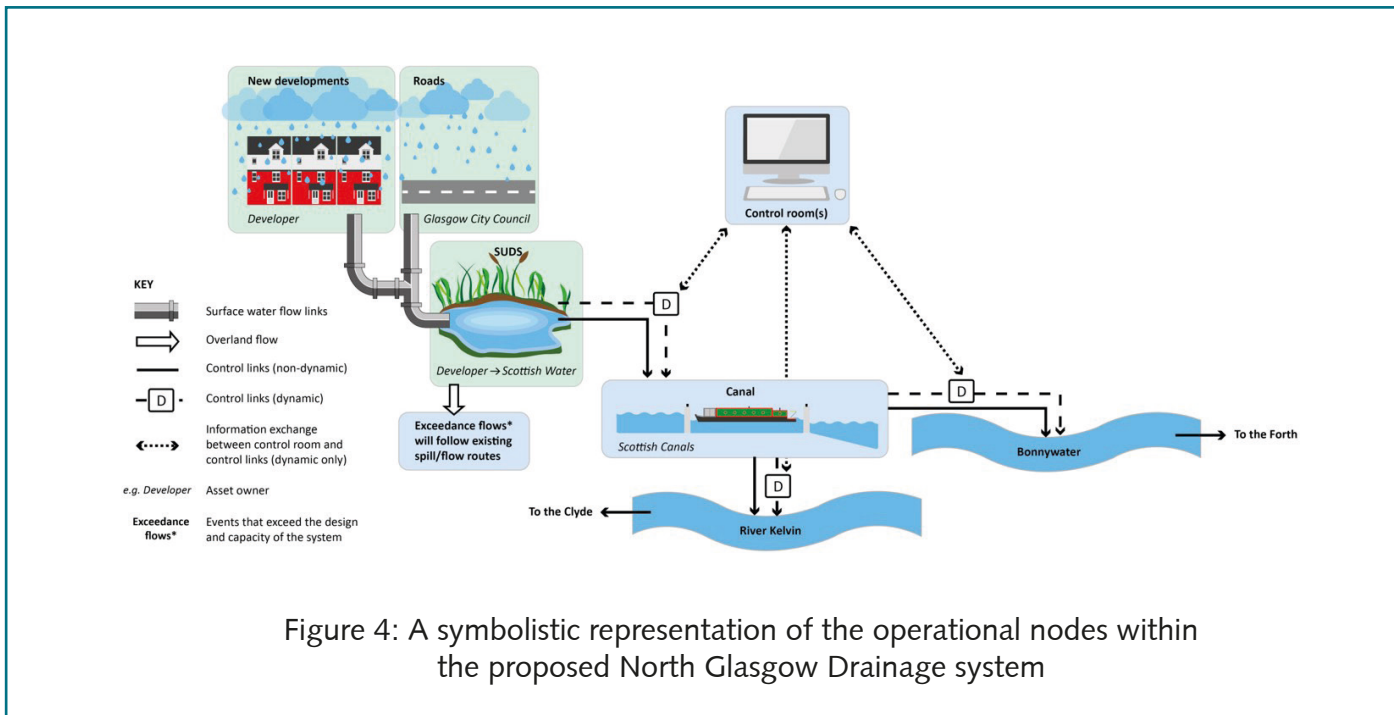 New developments
Roads
Developer
Glasgow City Council
SUDS
Developer → Scottish Water
Exceedance flows*
will follow existing
spill/flow routes
Control room(s)
D
Canal
Scottish Canals
D
D
Bonnywater
To the Forth
To the Clyde
River Kelvin
KEY
Surface water flow links
Overland flow
Control links (non-dynamic)
D
Control links (dynamic)
Information exchange
between control room and
control links (dynamic only)
e.g. Developer
Asset owner
Exceedance
flows*
Events that exceed the design
and capacity of the system
Figure 4: A symbolistic representation of the operational nodes within
the proposed North Glasgow Drainage system